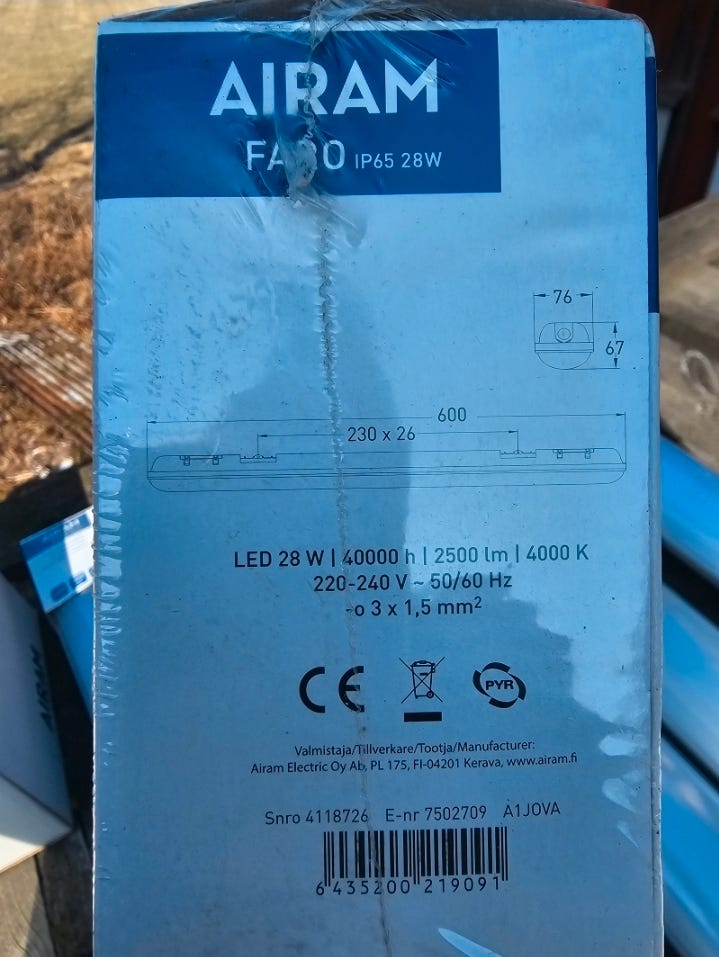 AIRAM
IP65 28W
76
67
600
230 x 26
LED 28 W | 40000 h | 2500 lm | 4000 K
220-240 V ~ 50/60 Hz
-o 3 x 1,5 mm²
CE
PYR
Valmistaja/Tillverkare/Tootja/Manufacturer:
Airam Electric Oy Ab, PL 175, FI-04201 Kerava, www.airam.fi
Snro 4118726 E-nr 7502709 A1JOVA
6 435200 219091
AIRAM